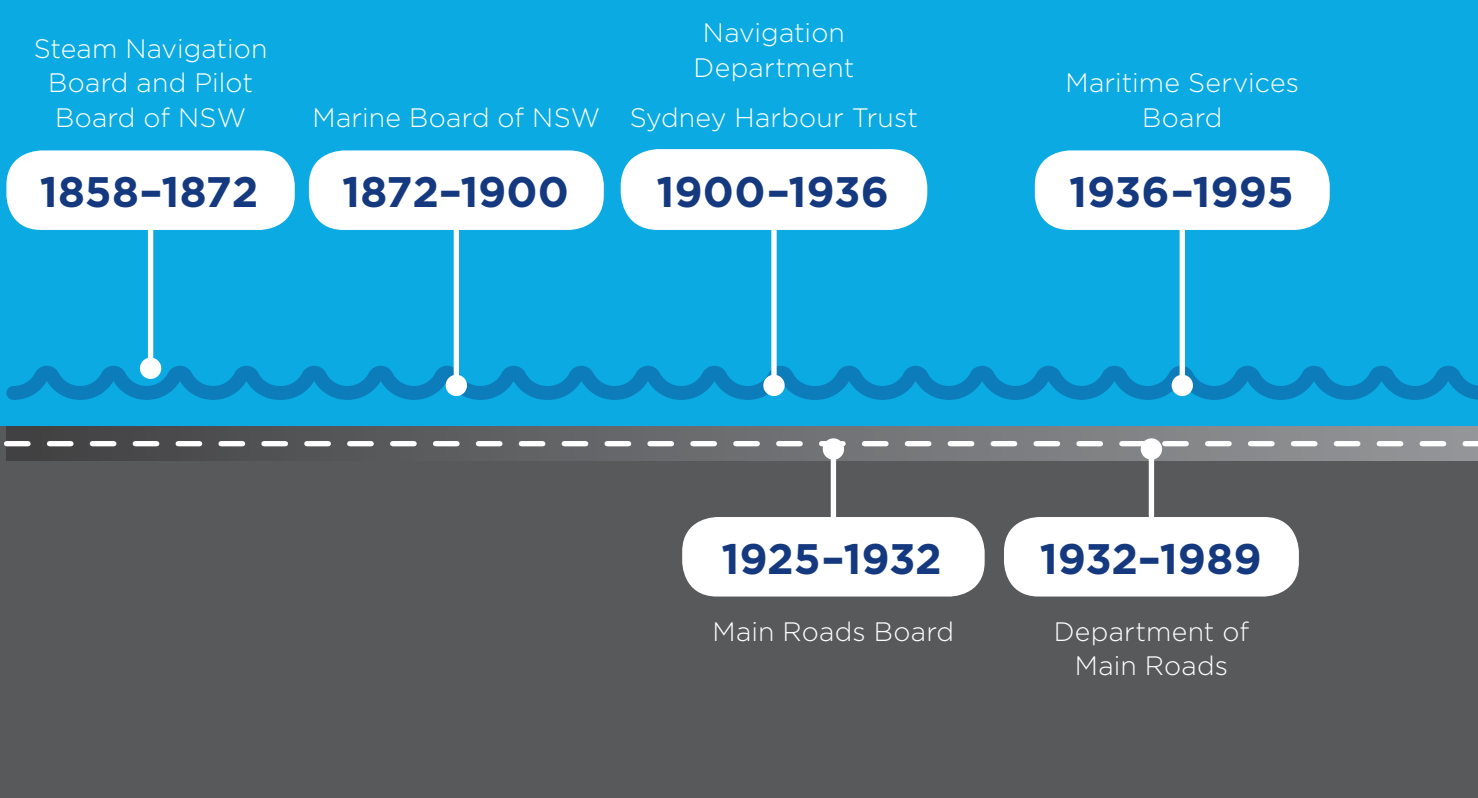 Steam Navigation
Board and Pilot
Board of NSW
1858–1872
Marine Board of NSW
1872–1900
Navigation
Department
Sydney Harbour Trust
1900–1936
Maritime Services
Board
1936–1995
1925–1932
Main Roads Board
1932–1989
Department of
Main Roads